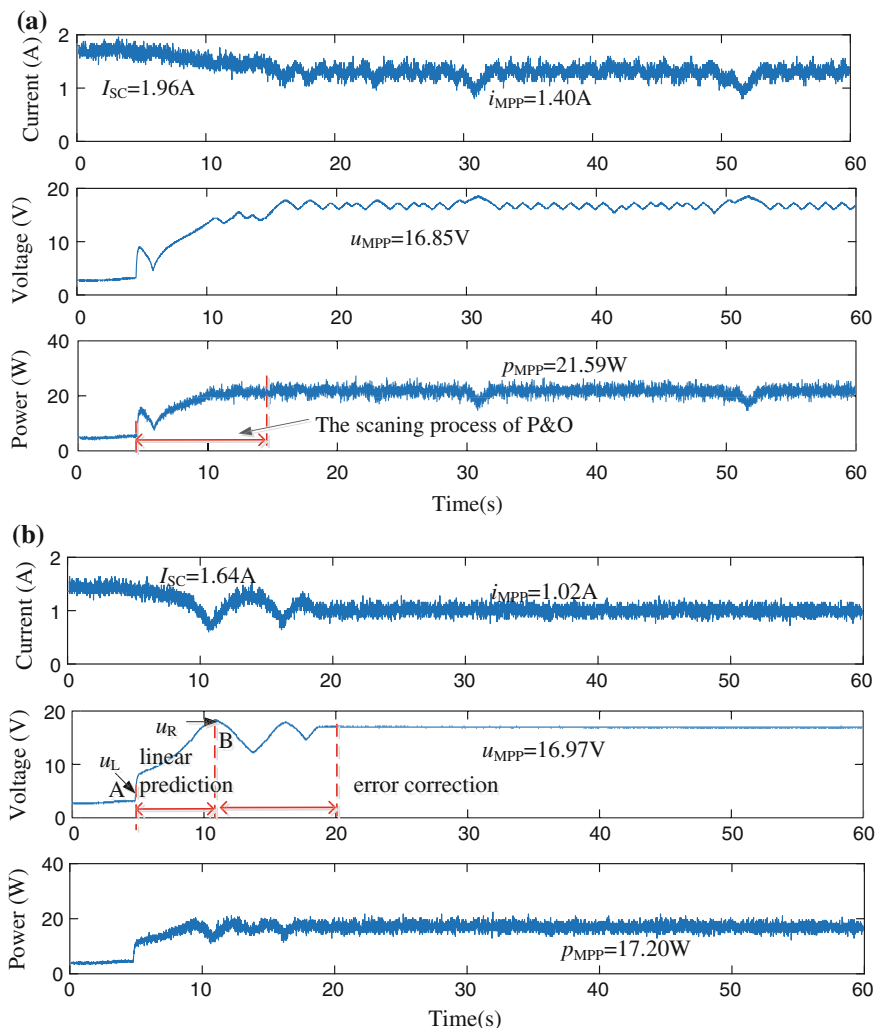 (a)
2
1
0
Current (A)
I_SC=1.96A
i_MPP=1.40A
0 10 20 30 40 50 60
20
10
0
Voltage (V)
u_MPP=16.85V
0 10 20 30 40 50 60
40
20
0
Power (W)
p_MPP=21.59W
The scaning process of P&O
0 10 20 30 40 50 60
Time(s)
(b)
2
1
0
Current (A)
I_SC=1.64A
i_MPP=1.02A
0 10 20 30 40 50 60
20
10
0
Voltage (V)
u_R
B
u_L
A
linear
prediction
u_MPP=16.97V
error correction
0 10 20 30 40 50 60
40
20
0
Power (W)
p_MPP=17.20W
0 10 20 30 40 50 60
Time(s)